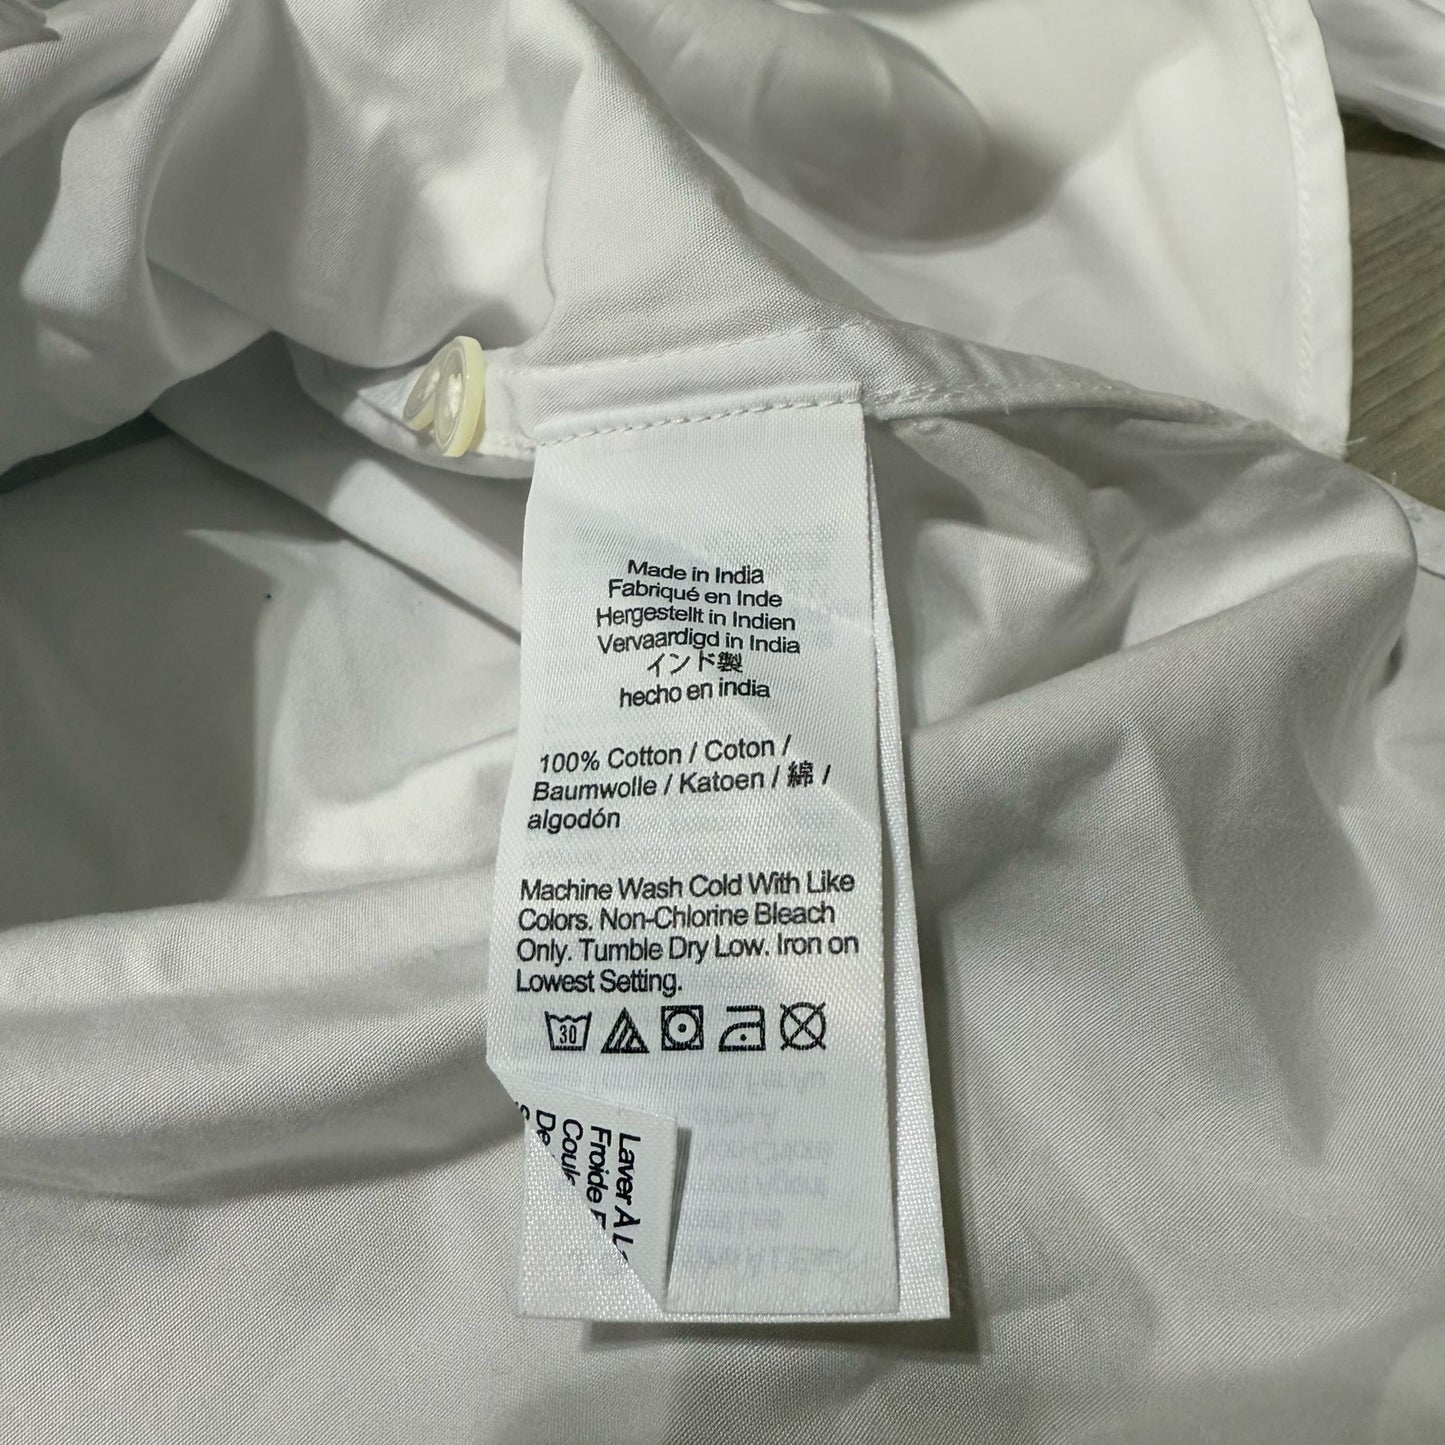 Made in India
Fabriqué en Inde
Hergestellt in Indien
Vervaardigd in India
インド製
hecho en india
100% Cotton / Coton /
Baumwolle / Katoen / 綿 /
algodón
Machine Wash Cold With Like
Colors. Non-Chlorine Bleach
Only. Tumble Dry Low. Iron on
Lowest Setting.
30
Laver À
Froide
Coul
De